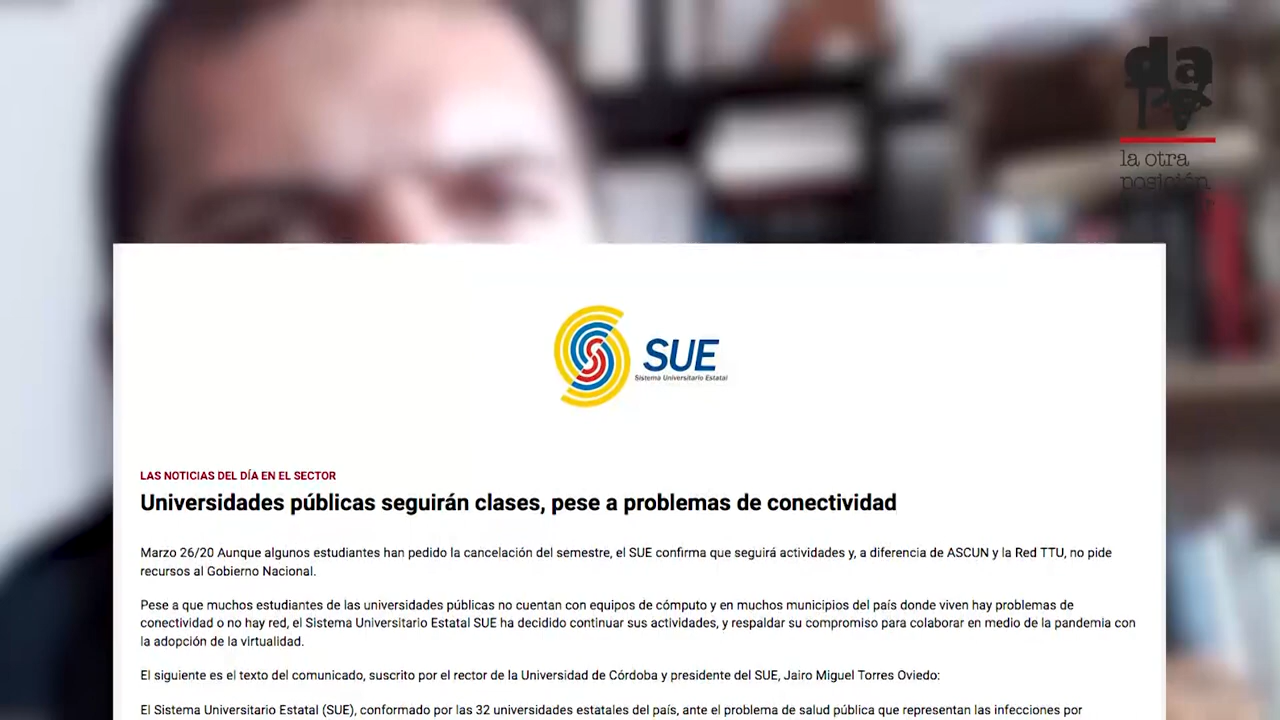 la otra
posición
SUE
Sistema Universitario Estatal
LAS NOTICIAS DEL DÍA EN EL SECTOR
Universidades públicas seguirán clases, pese a problemas de conectividad
Marzo 26/20 Aunque algunos estudiantes han pedido la cancelación del semestre, el SUE confirma que seguirá actividades y, a diferencia de ASCUN y la Red TTU, no pide
recursos al Gobierno Nacional.
Pese a que muchos estudiantes de las universidades públicas no cuentan con equipos de cómputo y en muchos municipios del país donde viven hay problemas de
conectividad o no hay red, el Sistema Universitario Estatal SUE ha decidido continuar sus actividades, y respaldar su compromiso para colaborar en medio de la pandemia con
la adopción de la virtualidad.
El siguiente es el texto del comunicado, suscrito por el rector de la Universidad de Córdoba y presidente del SUE, Jairo Miguel Torres Oviedo:
El Sistema Universitario Estatal (SUE), conformado por las 32 universidades estatales del país, ante el problema de salud pública que representan las infecciones por